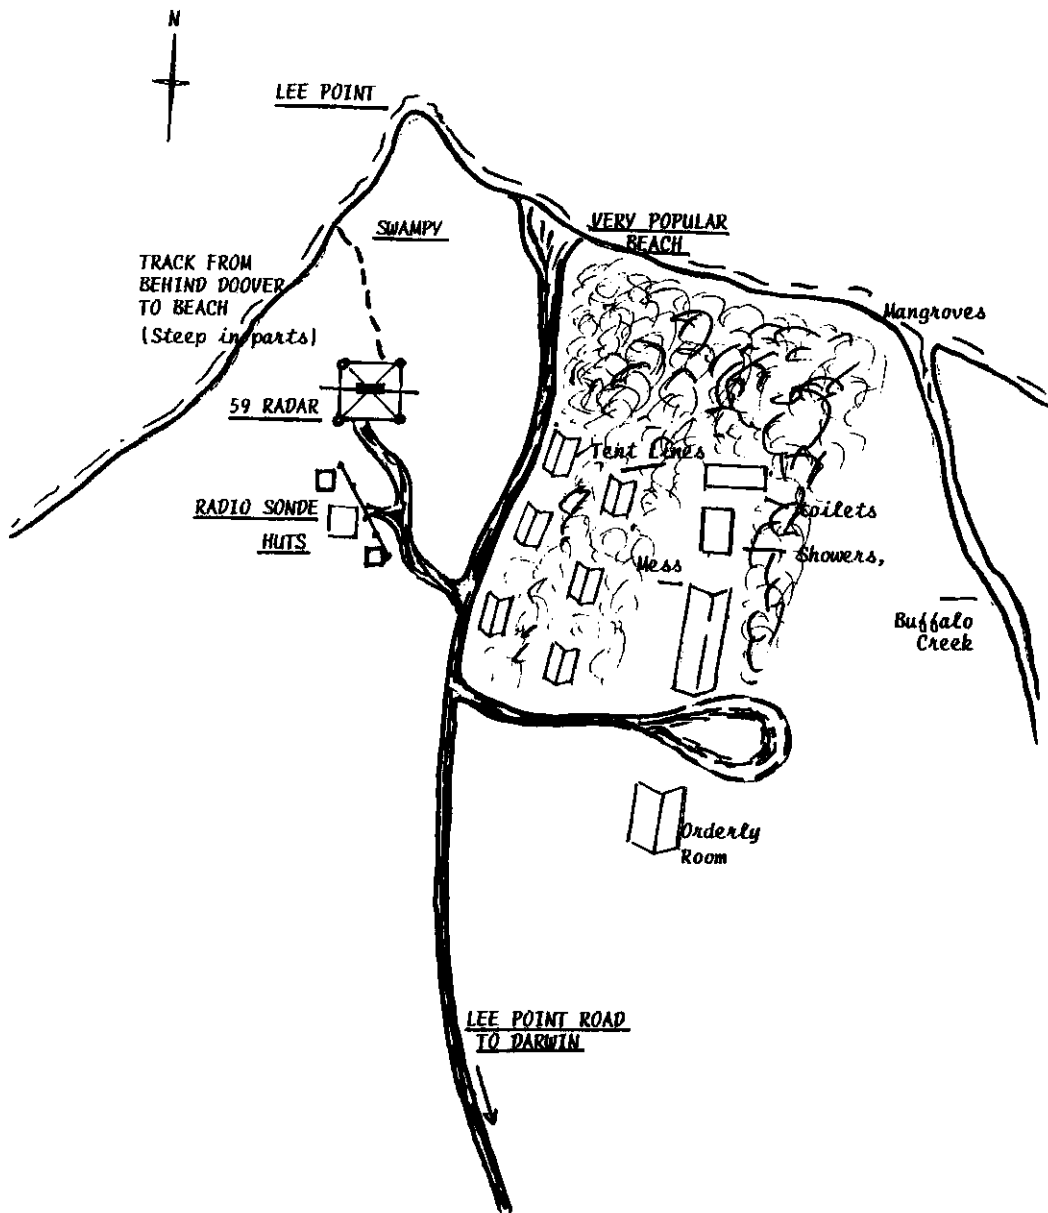 N
LEE POINT
SWAMPY
VERY POPULAR
BEACH
TRACK FROM
BEHIND DOOVER
TO BEACH
(Steep in parts)
Mangroves
59 RADAR
Tent Lines
RADIO SONDE
HUTS
Toilets
Showers,
Mess
Buffalo
Creek
Orderly
Room
LEE POINT ROAD
TO DARWIN